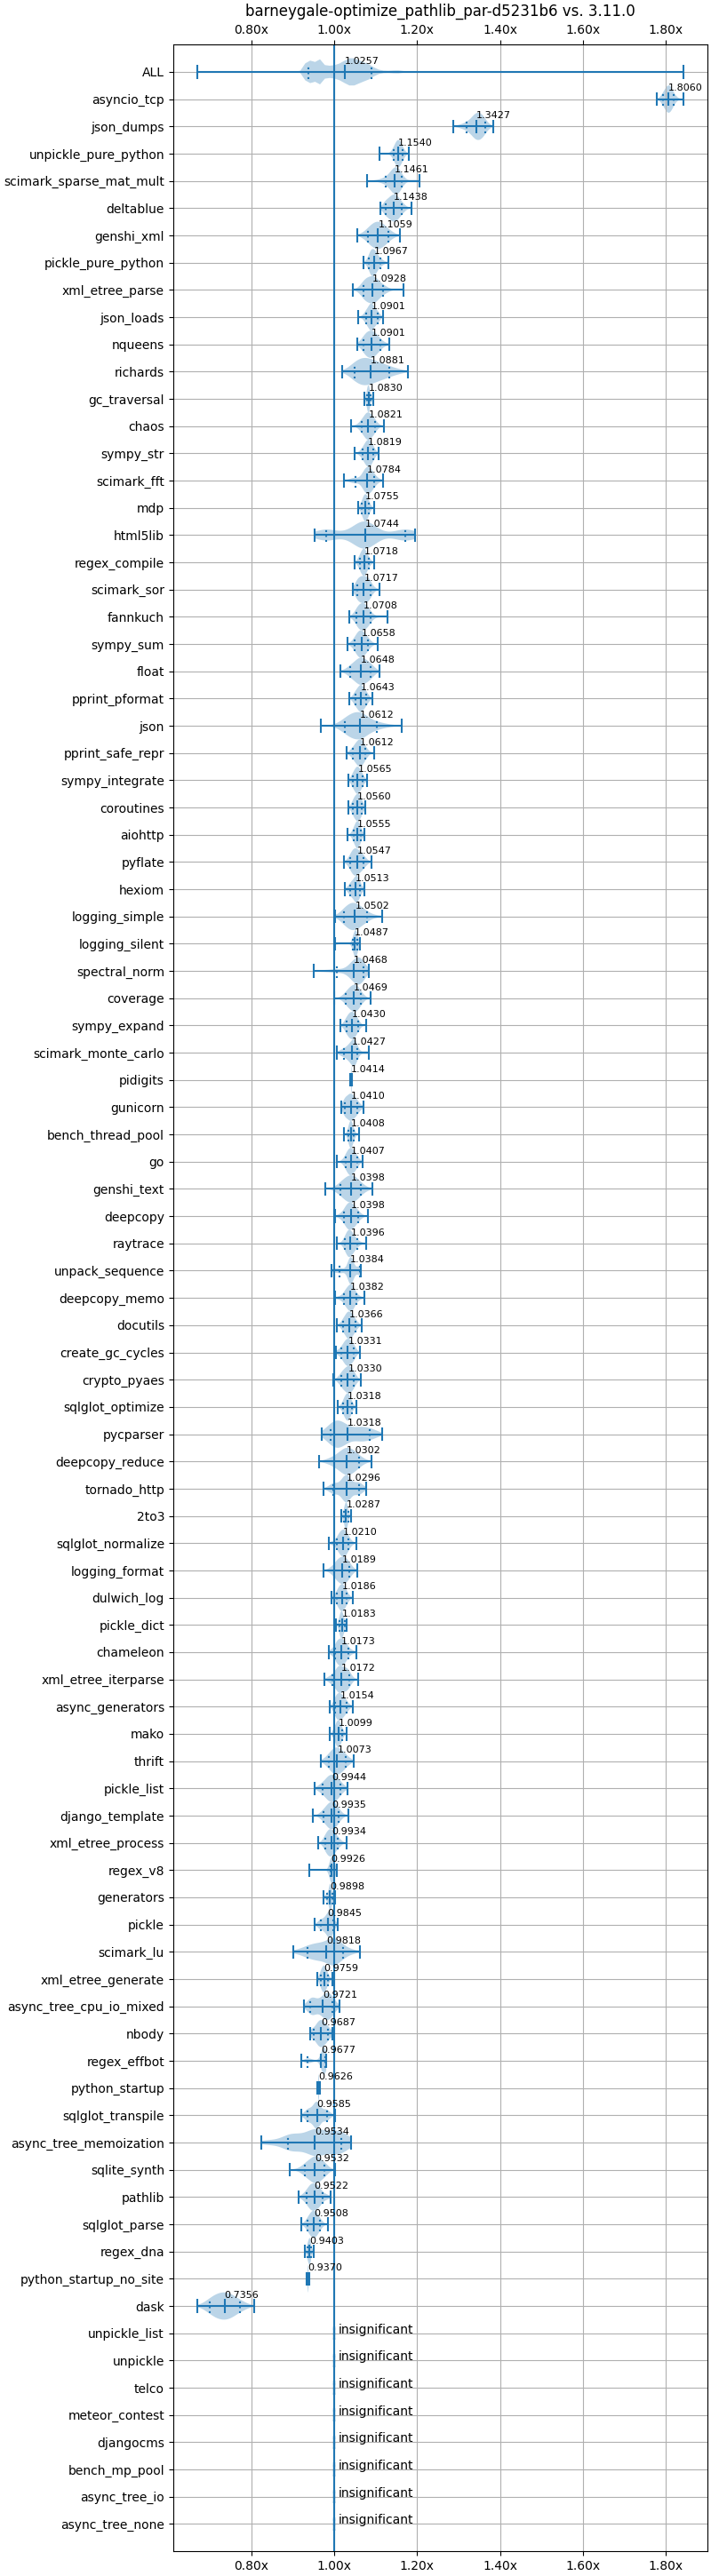 barneygale-optimize_pathlib_par-d5231b6 vs. 3.11.0
0.80x 1.00x 1.20x 1.40x 1.60x 1.80x
ALL 1.0257
asyncio_tcp 1.8060
json_dumps 1.3427
unpickle_pure_python 1.1540
scimark_sparse_mat_mult 1.1461
deltablue 1.1438
genshi_xml 1.1059
pickle_pure_python 1.0967
xml_etree_parse 1.0928
json_loads 1.0901
nqueens 1.0901
richards 1.0881
gc_traversal 1.0830
chaos 1.0821
sympy_str 1.0819
scimark_fft 1.0784
mdp 1.0755
html5lib 1.0744
regex_compile 1.0718
scimark_sor 1.0717
fannkuch 1.0708
sympy_sum 1.0658
float 1.0648
pprint_pformat 1.0643
json 1.0612
pprint_safe_repr 1.0612
sympy_integrate 1.0565
coroutines 1.0560
aiohttp 1.0555
pyflate 1.0547
hexiom 1.0513
logging_simple 1.0502
logging_silent 1.0487
spectral_norm 1.0468
coverage 1.0469
sympy_expand 1.0430
scimark_monte_carlo 1.0427
pidigits 1.0414
gunicorn 1.0410
bench_thread_pool 1.0408
go 1.0407
genshi_text 1.0398
deepcopy 1.0398
raytrace 1.0396
unpack_sequence 1.0384
deepcopy_memo 1.0382
docutils 1.0366
create_gc_cycles 1.0331
crypto_pyaes 1.0330
sqlglot_optimize 1.0318
pycparser 1.0318
deepcopy_reduce 1.0302
tornado_http 1.0296
2to3 1.0287
sqlglot_normalize 1.0210
logging_format 1.0189
dulwich_log 1.0186
pickle_dict 1.0183
chameleon 1.0173
xml_etree_iterparse 1.0172
async_generators 1.0154
mako 1.0099
thrift 1.0073
pickle_list 0.9944
django_template 0.9935
xml_etree_process 0.9934
regex_v8 0.9926
generators 0.9898
pickle 0.9845
scimark_lu 0.9818
xml_etree_generate 0.9759
async_tree_cpu_io_mixed 0.9721
nbody 0.9687
regex_effbot 0.9677
python_startup 0.9626
sqlglot_transpile 0.9585
async_tree_memoization 0.9534
sqlite_synth 0.9532
pathlib 0.9522
sqlglot_parse 0.9508
regex_dna 0.9403
python_startup_no_site 0.9370
dask 0.7356
unpickle_list insignificant
unpickle insignificant
telco insignificant
meteor_contest insignificant
djangocms insignificant
bench_mp_pool insignificant
async_tree_io insignificant
async_tree_none insignificant
0.80x 1.00x 1.20x 1.40x 1.60x 1.80x